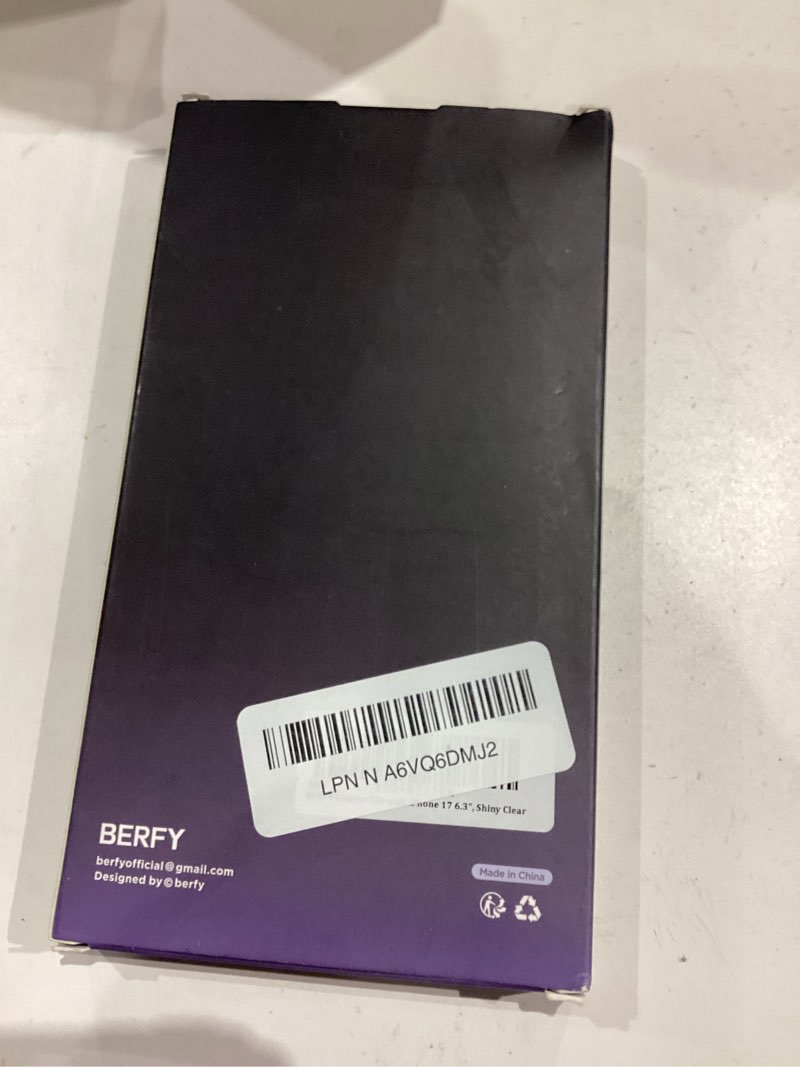 LPN N A6VQ6DMJ2
hone 17 6.3", Shiny Clear
BERFY
berfyofficial@gmail.com
Designed by©berfy
Made in China